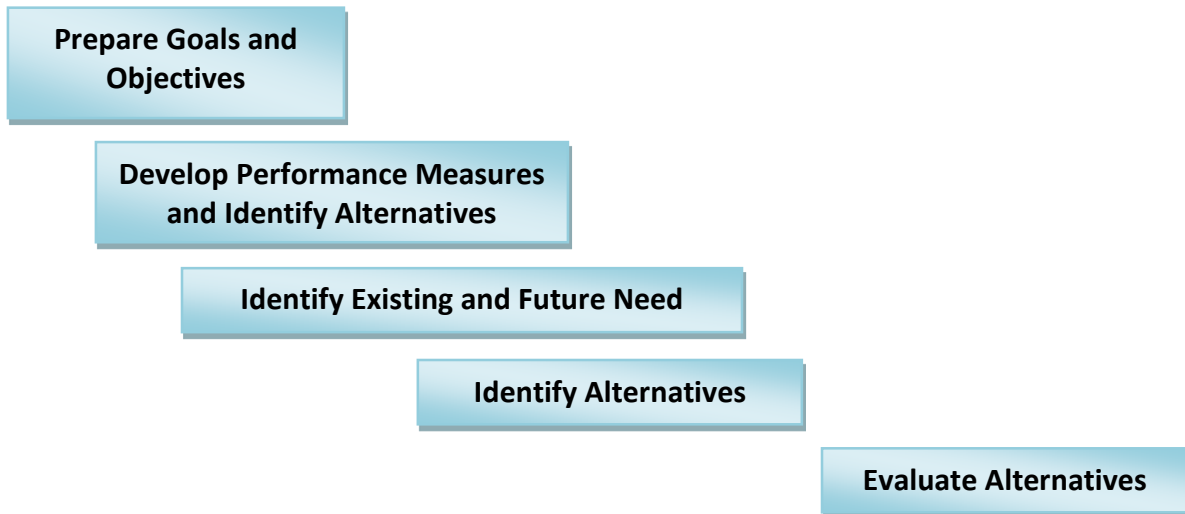 Prepare Goals and
Objectives
Develop Performance Measures
and Identify Alternatives
Identify Existing and Future Need
Identify Alternatives
Evaluate Alternatives